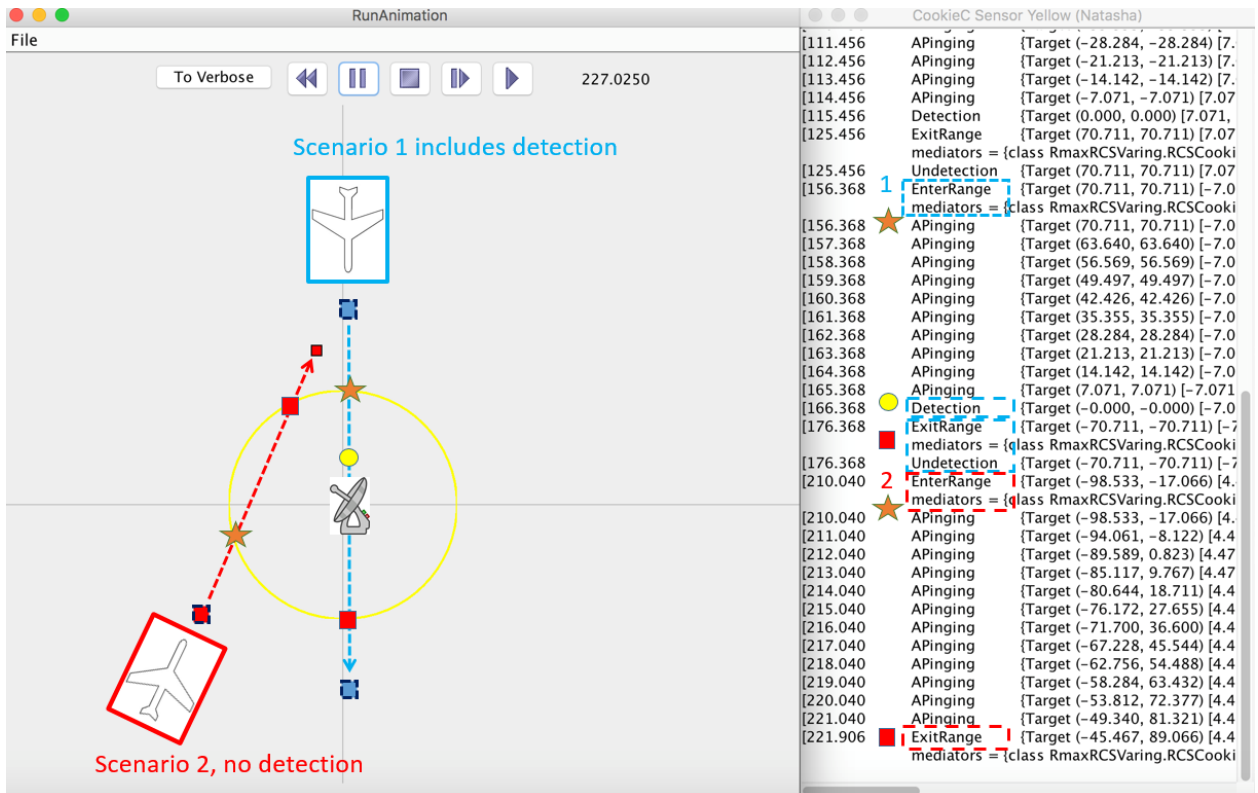 RunAnimation
File
To Verbose
227.0250
Scenario 1 includes detection
Scenario 2, no detection
CookieC Sensor Yellow (Natasha)
[111.456 APinging {Target (-28.284, -28.284) [7.
[112.456 APinging {Target (-21.213, -21.213) [7.
[113.456 APinging {Target (-14.142, -14.142) [7.
[114.456 APinging {Target (-7.071, -7.071) [7.07
[115.456 Detection {Target (0.000, 0.000) [7.071,
[125.456 ExitRange {Target (70.711, 70.711) [7.07
mediators = {class RmaxRCSVaring.RCSCooki
[125.456 Undetection {Target (70.711, 70.711) [7.07
[156.368 1 EnterRange {Target (70.711, 70.711) [-7.0
mediators = {class RmaxRCSVaring.RCSCooki
[156.368 APinging {Target (70.711, 70.711) [-7.0
[157.368 APinging {Target (63.640, 63.640) [-7.0
[158.368 APinging {Target (56.569, 56.569) [-7.0
[159.368 APinging {Target (49.497, 49.497) [-7.0
[160.368 APinging {Target (42.426, 42.426) [-7.0
[161.368 APinging {Target (35.355, 35.355) [-7.0
[162.368 APinging {Target (28.284, 28.284) [-7.0
[163.368 APinging {Target (21.213, 21.213) [-7.0
[164.368 APinging {Target (14.142, 14.142) [-7.0
[165.368 APinging {Target (7.071, 7.071) [-7.071
[166.368 Detection {Target (-0.000, -0.000) [-7.0
[176.368 ExitRange {Target (-70.711, -70.711) [-7
mediators = {class RmaxRCSVaring.RCSCooki
[176.368 Undetection {Target (-70.711, -70.711) [-7
[210.040 2 EnterRange {Target (-98.533, -17.066) [4.
mediators = {class RmaxRCSVaring.RCSCooki
[210.040 APinging {Target (-98.533, -17.066) [4.
[211.040 APinging {Target (-94.061, -8.122) [4.4
[212.040 APinging {Target (-89.589, 0.823) [4.47
[213.040 APinging {Target (-85.117, 9.767) [4.47
[214.040 APinging {Target (-80.644, 18.711) [4.4
[215.040 APinging {Target (-76.172, 27.655) [4.4
[216.040 APinging {Target (-71.700, 36.600) [4.4
[217.040 APinging {Target (-67.228, 45.544) [4.4
[218.040 APinging {Target (-62.756, 54.488) [4.4
[219.040 APinging {Target (-58.284, 63.432) [4.4
[220.040 APinging {Target (-53.812, 72.377) [4.4
[221.040 APinging {Target (-49.340, 81.321) [4.4
[221.906 ExitRange {Target (-45.467, 89.066) [4.4
mediators = {class RmaxRCSVaring.RCSCooki